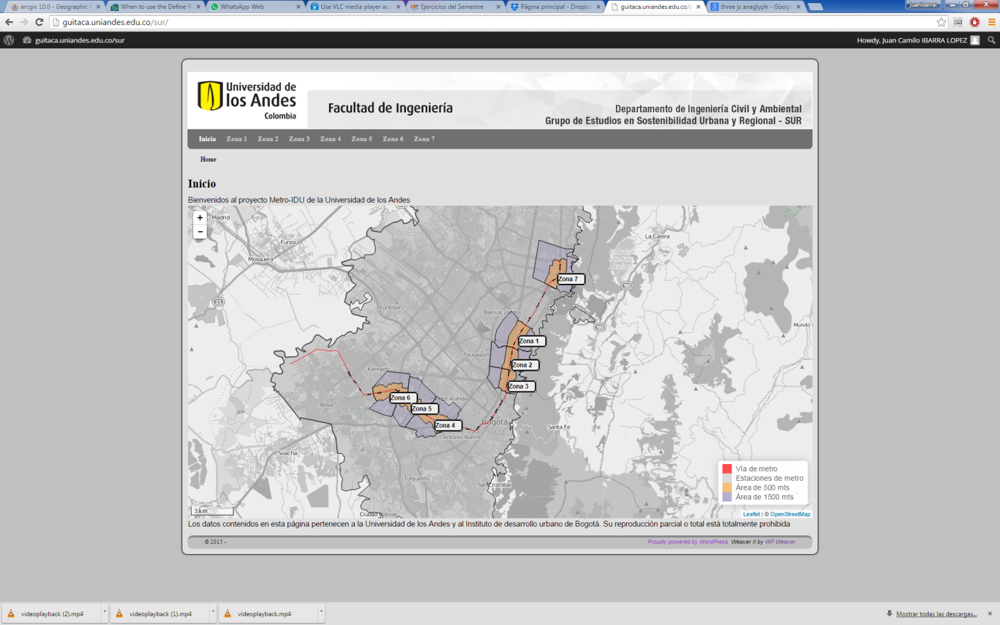 arcgis 10.0 - Geographic
When to use the Define P
WhatsApp Web
Use VLC media player as
Ejercicios del Semestre
Página principal - Dropbo
guitaca.uniandes.edu.co/s
three js anaglyph - Goog
juanibarral
guitaca.uniandes.edu.co/sur/
guitaca.uniandes.edu.co/sur
Howdy, Juan Camilo IBARRA LOPEZ
Universidad de
los Andes
Colombia
Facultad de Ingeniería
Departamento de Ingeniería Civil y Ambiental
Grupo de Estudios en Sostenibilidad Urbana y Regional - SUR
Inicio Zona 1 Zona 2 Zona 3 Zona 4 Zona 5 Zona 6 Zona 7
Home
Inicio
Bienvenidos al proyecto Metro-IDU de la Universidad de los Andes
+
−
Madrid
Funza
Mosquera
La Calera
Embalse
de San
Rafael
Zona 7
50
21
Fontibón
Barrios Unidos
50
Mundo
Zona 1
Teusaquillo
Zona 2
Kennedy
Zona 3
Zona 6
Puente Aranda
Bosa
Zona 5
Bogotá
Zona 4
Santa Fe
Antonio Nariño
Soacha
Tunjuelito
San Cristóbal
Ciudad Bolívar
3 km
40
Vía de metro
Estaciones de metro
Área de 500 mts
Área de 1500 mts
Leaflet | © OpenStreetMap
Los datos contenidos en esta página pertenecen a la Universidad de los Andes y al Instituto de desarrollo urbano de Bogotá. Su reproducción parcial o total está totalmente prohibida
© 2015 -
Proudly powered by WordPress Weaver II by WP Weaver
videoplayback (2).mp4
videoplayback (1).mp4
videoplayback.mp4
Mostrar todas las descargas...